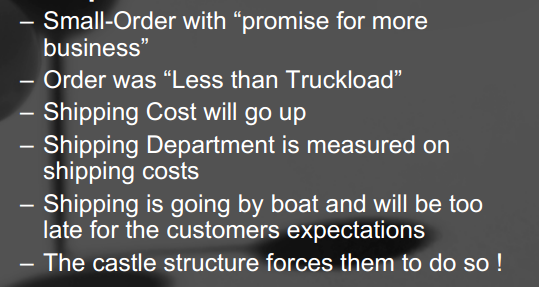 – Small-Order with “promise for more
business”
– Order was “Less than Truckload”
– Shipping Cost will go up
– Shipping Department is measured on
shipping costs
– Shipping is going by boat and will be too
late for the customers expectations
– The castle structure forces them to do so !